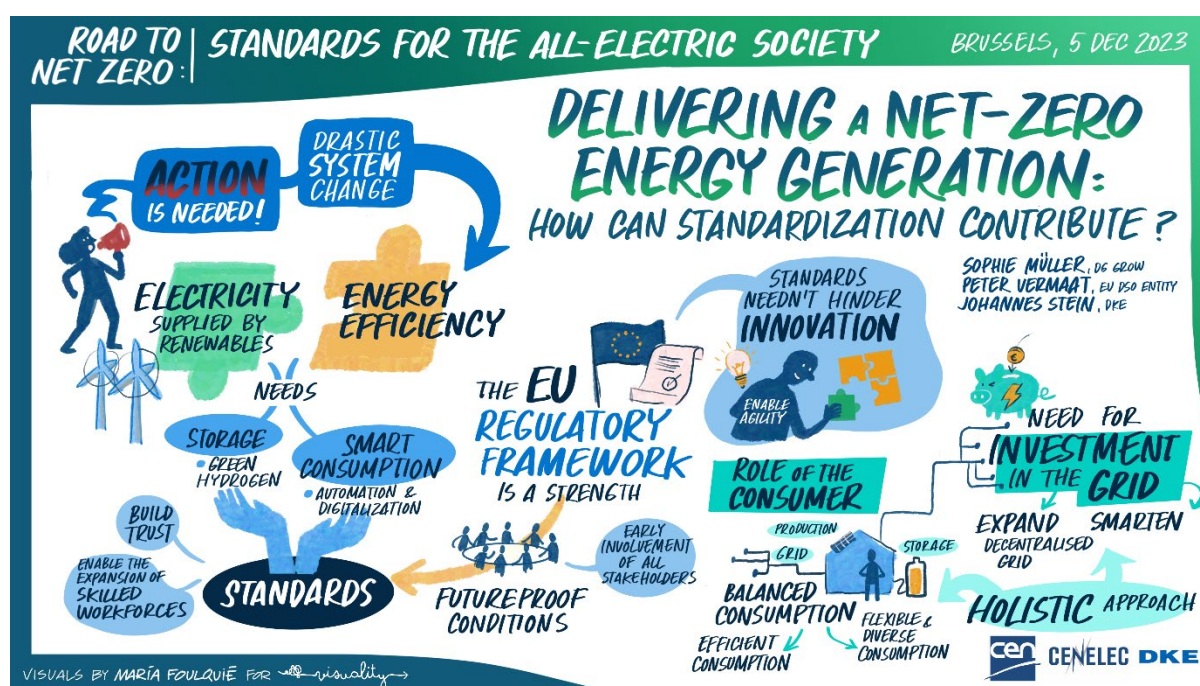 ROAD TO
NET ZERO:
STANDARDS FOR THE ALL-ELECTRIC SOCIETY
BRUSSELS, 5 DEC 2023
DELIVERING A NET-ZERO
ENERGY GENERATION:
HOW CAN STANDARDIZATION CONTRIBUTE?
SOPHIE MÜLLER, DG GROW
PETER VERMAAT, EU DSO ENTITY
JOHANNES STEIN, DKE
ACTION
IS NEEDED!
DRASTIC
SYSTEM
CHANGE
ELECTRICITY
SUPPLIED BY
RENEWABLES
ENERGY
EFFICIENCY
NEEDS
STORAGE
• GREEN
HYDROGEN
SMART
CONSUMPTION
• AUTOMATION &
DIGITALIZATION
BUILD
TRUST
ENABLE THE
EXPANSION OF
SKILLED
WORKFORCES
STANDARDS
THE EU
REGULATORY
FRAMEWORK
IS A STRENGTH
EARLY
INVOLVEMENT
OF ALL
STAKEHOLDERS
FUTUREPROOF
CONDITIONS
STANDARDS
NEEDN'T HINDER
INNOVATION
ENABLE
AGILITY
ROLE OF THE
CONSUMER
PRODUCTION
GRID
STORAGE
BALANCED
CONSUMPTION
EFFICIENT
CONSUMPTION
FLEXIBLE &
DIVERSE
CONSUMPTION
€
NEED FOR
INVESTMENT
IN THE GRID
EXPAND
DECENTRALISED
GRID
SMARTEN
HOLISTIC APPROACH
cen CENELEC DKE
VISUALS BY MARÍA FOULQUIÉ FOR visuality